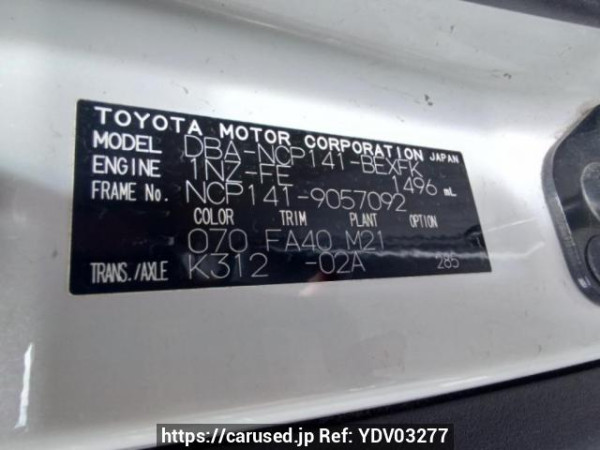 TOYOTA MOTOR CORPORATION JAPAN
MODEL DBA-NCP141-BEXFK
ENGINE 1NZ-FE 1496 mL
FRAME No. NCP141-9057092
COLOR TRIM PLANT OPTION
070 FA40 M21 T
TRANS./AXLE K312 -02A 285
https://carused.jp Ref: YDV03277